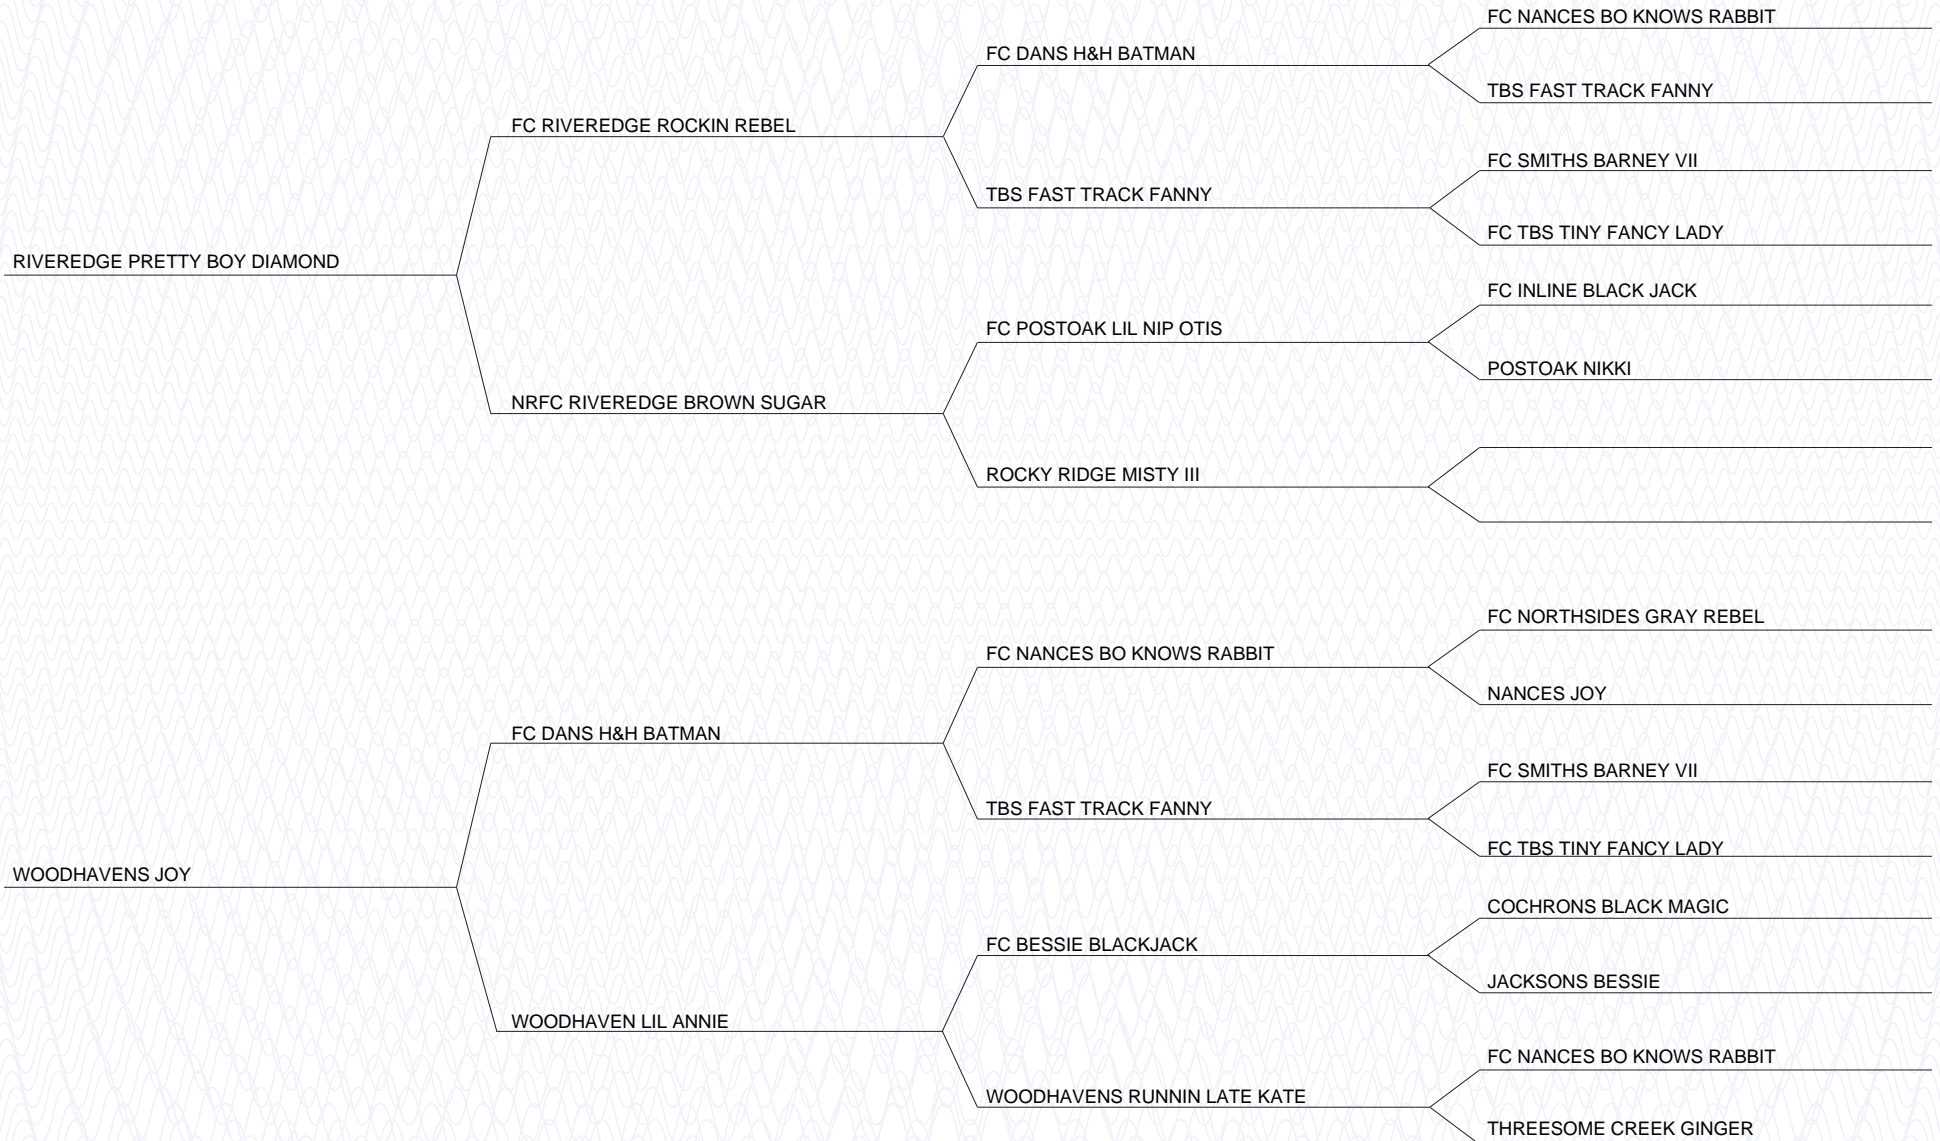 FC NANCES BO KNOWS RABBIT
FC DANS H&H BATMAN
TBS FAST TRACK FANNY
FC RIVEREDGE ROCKIN REBEL
FC SMITHS BARNEY VII
TBS FAST TRACK FANNY
FC TBS TINY FANCY LADY
RIVEREDGE PRETTY BOY DIAMOND
FC INLINE BLACK JACK
FC POSTOAK LIL NIP OTIS
POSTOAK NIKKI
NRFC RIVEREDGE BROWN SUGAR
ROCKY RIDGE MISTY III
FC NORTHSIDES GRAY REBEL
FC NANCES BO KNOWS RABBIT
NANCES JOY
FC DANS H&H BATMAN
FC SMITHS BARNEY VII
TBS FAST TRACK FANNY
FC TBS TINY FANCY LADY
WOODHAVENS JOY
COCHRONS BLACK MAGIC
FC BESSIE BLACKJACK
JACKSONS BESSIE
WOODHAVEN LIL ANNIE
FC NANCES BO KNOWS RABBIT
WOODHAVENS RUNNIN LATE KATE
THREESOME CREEK GINGER